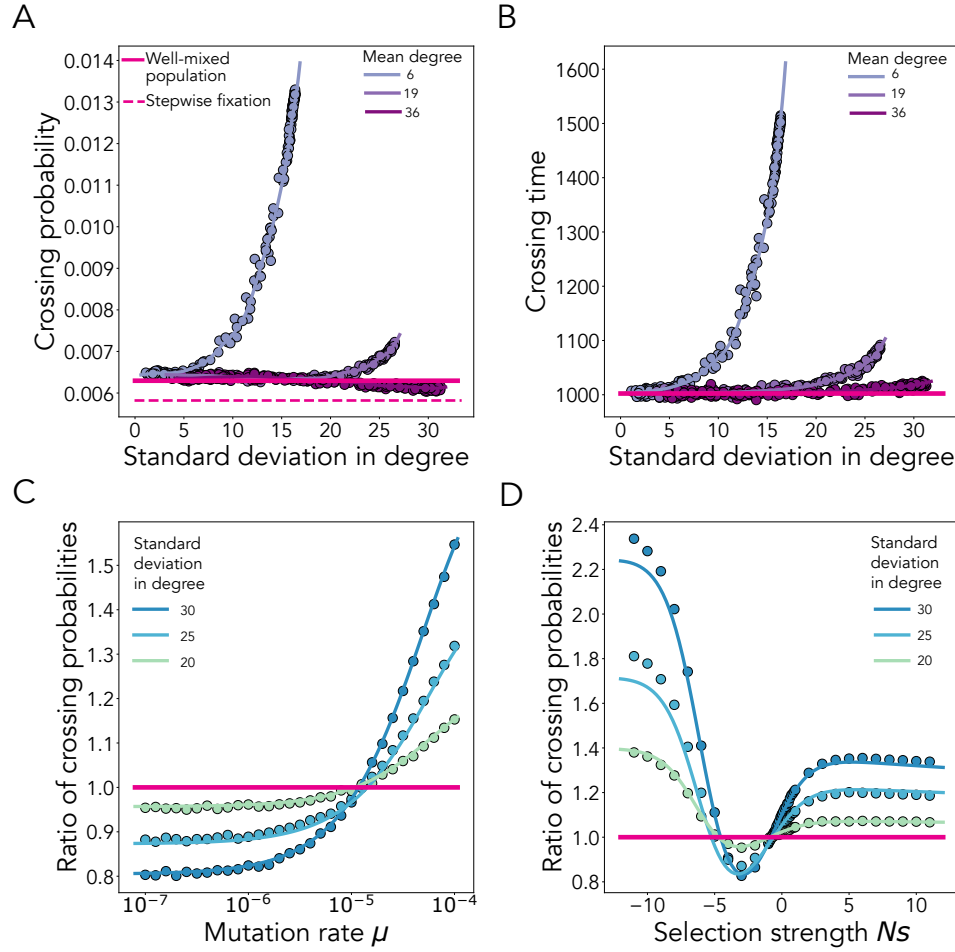 A
Well-mixed
population
Stepwise fixation
Mean degree
6
19
36
0.014
0.013
0.012
0.011
0.010
0.009
0.008
0.007
0.006
Crossing probability
0 5 10 15 20 25 30
Standard deviation in degree
B
Mean degree
6
19
36
1600
1500
1400
1300
1200
1100
1000
Crossing time
0 5 10 15 20 25 30
Standard deviation in degree
C
Standard
deviation
in degree
30
25
20
1.5
1.4
1.3
1.2
1.1
1.0
0.9
0.8
Ratio of crossing probabilities
10⁻⁷ 10⁻⁶ 10⁻⁵ 10⁻⁴
Mutation rate μ
D
Standard
deviation
in degree
30
25
20
2.4
2.2
2.0
1.8
1.6
1.4
1.2
1.0
0.8
Ratio of crossing probabilities
−10 −5 0 5 10
Selection strength Ns